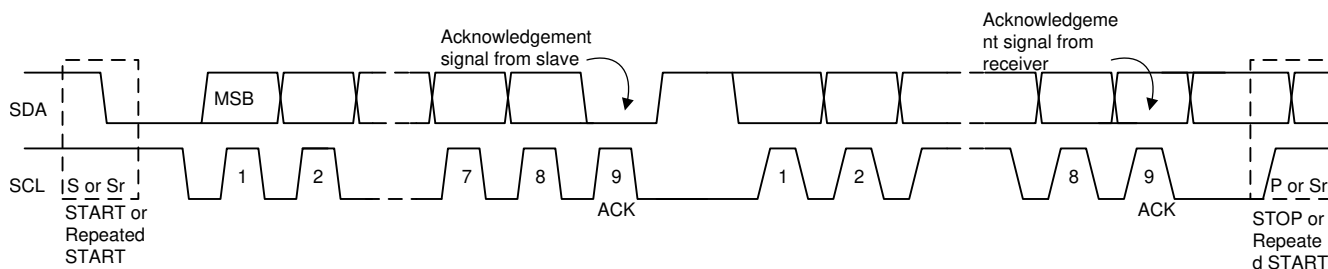 Acknowledgement
signal from slave
Acknowledgeme
nt signal from
receiver
SDA
MSB
SCL
1
2
7
8
9
1
2
8
9
S or Sr
P or Sr
ACK
ACK
START or
Repeated
START
STOP or
Repeate
d START